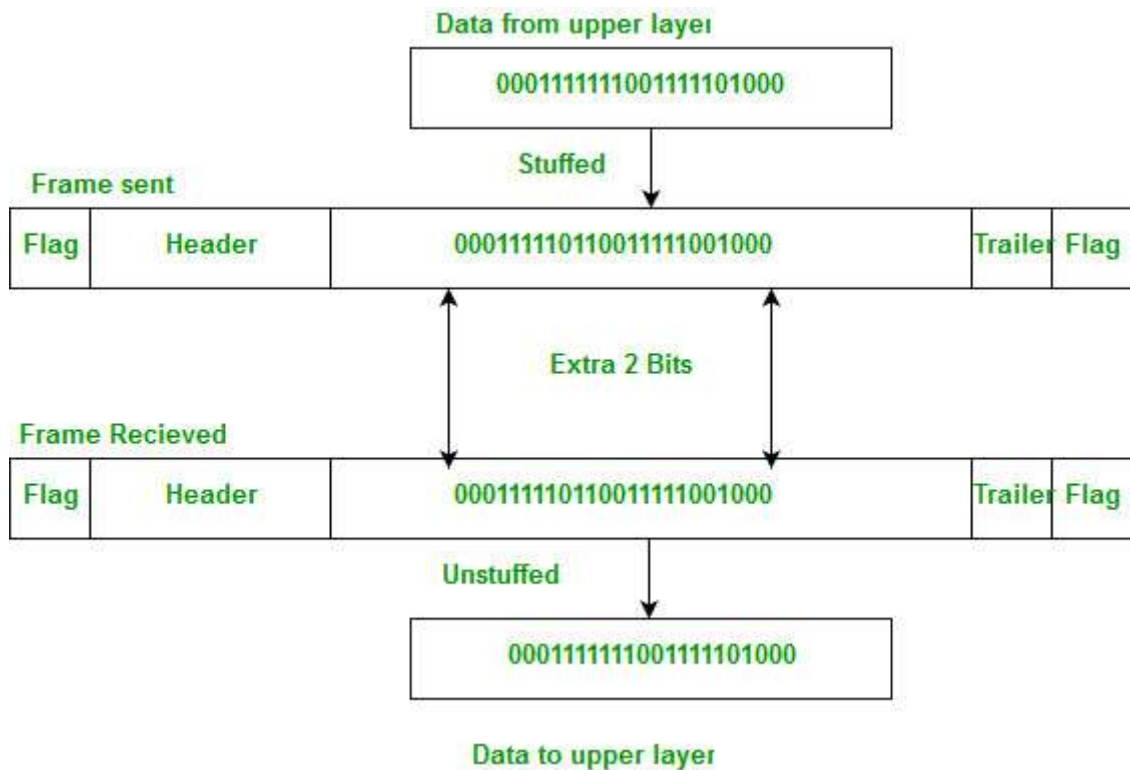 Data from upper layer
0001111111001111101000
Stuffed
Frame sent
Flag Header 000111110110011111001000 Trailer Flag
Extra 2 Bits
Frame Recieved
Flag Header 000111110110011111001000 Trailer Flag
Unstuffed
0001111111001111101000
Data to upper layer